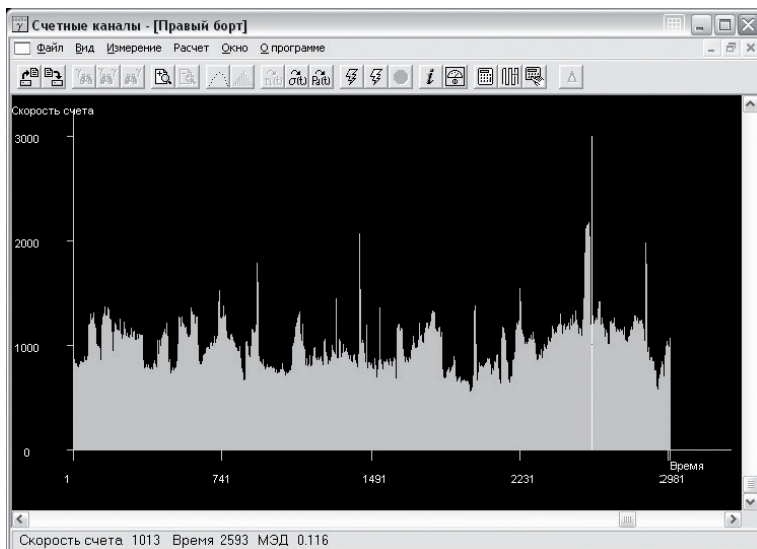 Счетные каналы - [Правый борт]
Файл Вид Измерение Расчет Окно О программе
Скорость счета
3000
2000
1000
0
Время
1 741 1491 2231 2981
Скорость счета 1013 Время 2593 МЭД 0.116